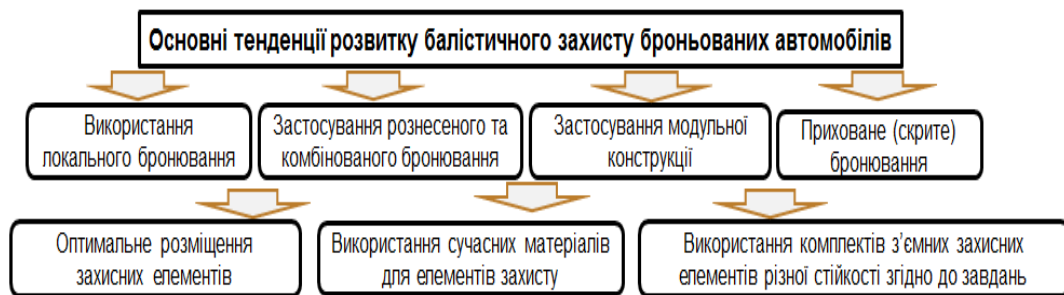 Основні тенденції розвитку балістичного захисту броньованих автомобілів
Використання
локального бронювання
Застосування рознесеного та
комбінованого бронювання
Застосування модульної
конструкції
Приховане (скрите)
бронювання
Оптимальне розміщення
захисних елементів
Використання сучасних матеріалів
для елементів захисту
Використання комплектів з’ємних захисних
елементів різної стійкості згідно до завдань